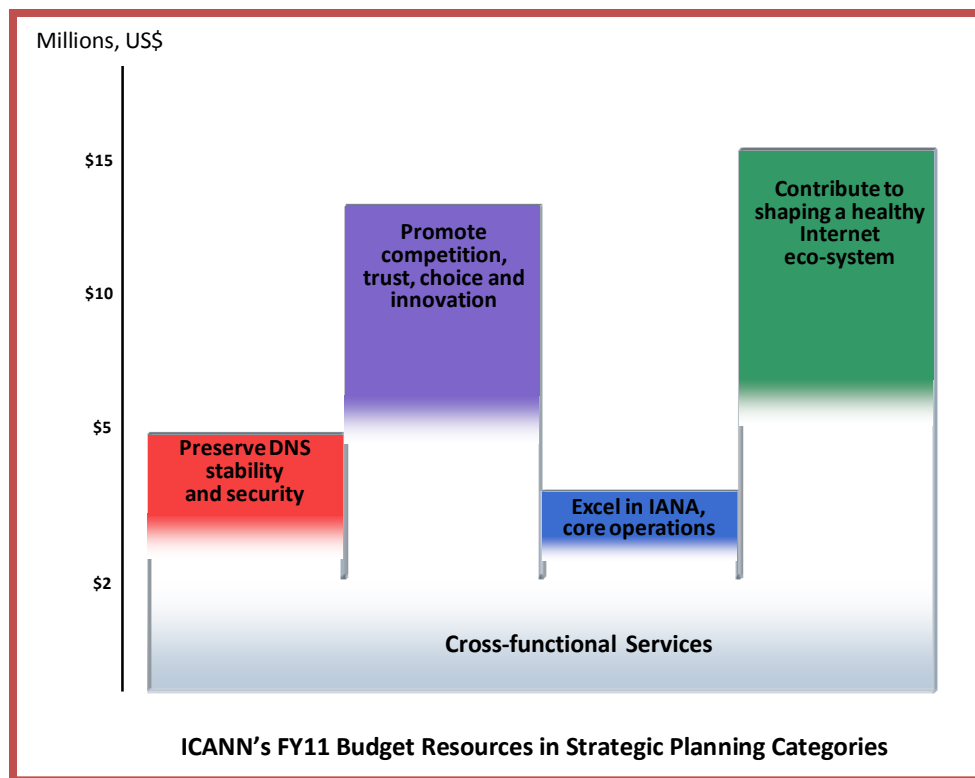 Millions, US$
$15
$10
$5
$2
Preserve DNS
stability
and security
Promote
competition,
trust, choice and
innovation
Excel in IANA,
core operations
Contribute to
shaping a healthy
Internet
eco-system
Cross-functional Services
ICANN’s FY11 Budget Resources in Strategic Planning Categories